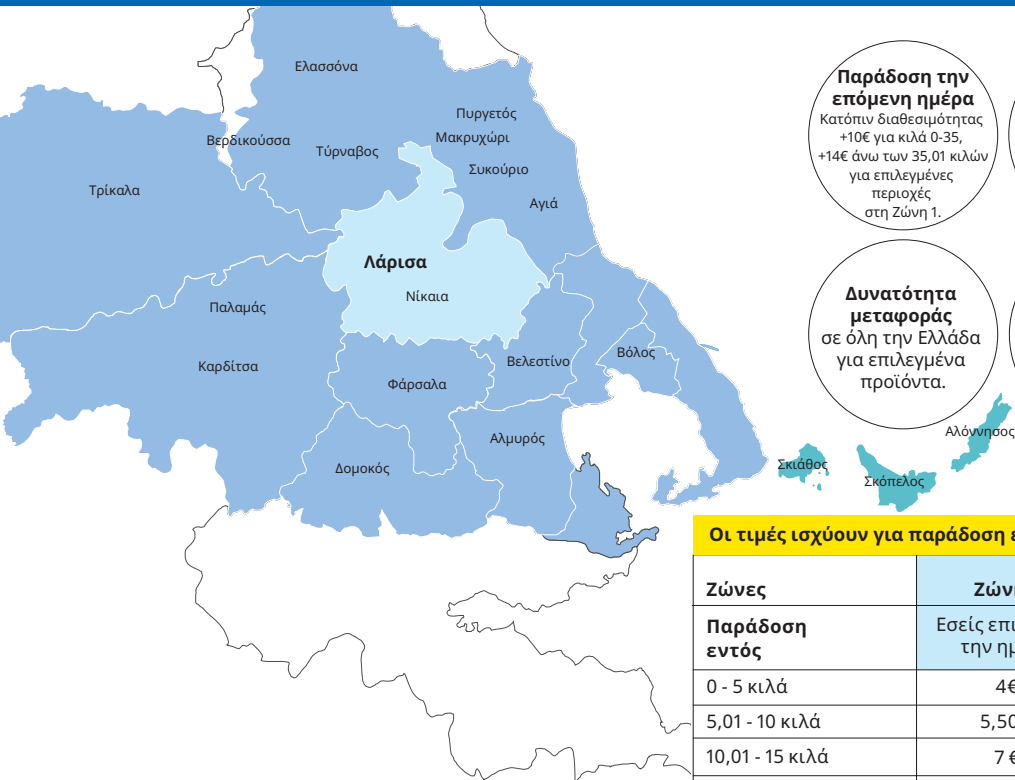 Ελασσόνα
Πυργετός
Μακρυχώρι
Βερδικούσσα
Τύρναβος
Συκούριο
Τρίκαλα
Αγιά
Λάρισα
Νίκαια
Παλαμάς
Καρδίτσα
Φάρσαλα
Βελεστίνο
Βόλος
Αλμυρός
Δομοκός
Σκιάθος
Σκόπελος
Αλόννησος
Παράδοση την
επόμενη ημέρα
Κατόπιν διαθεσιμότητας
+10€ για κιλά 0-35,
+14€ άνω των 35,01 κιλών
για επιλεγμένες
περιοχές
στη Ζώνη 1.
Δυνατότητα
μεταφοράς
σε όλη την Ελλάδα
για επιλεγμένα
προϊόντα.
Οι τιμές ισχύουν για παράδοση
Ζώνες
Παράδοση
εντός
Εσείς
την
0 - 5 κιλά 4€
5,01 - 10 κιλά 5,50
10,01 - 15 κιλά 7 €